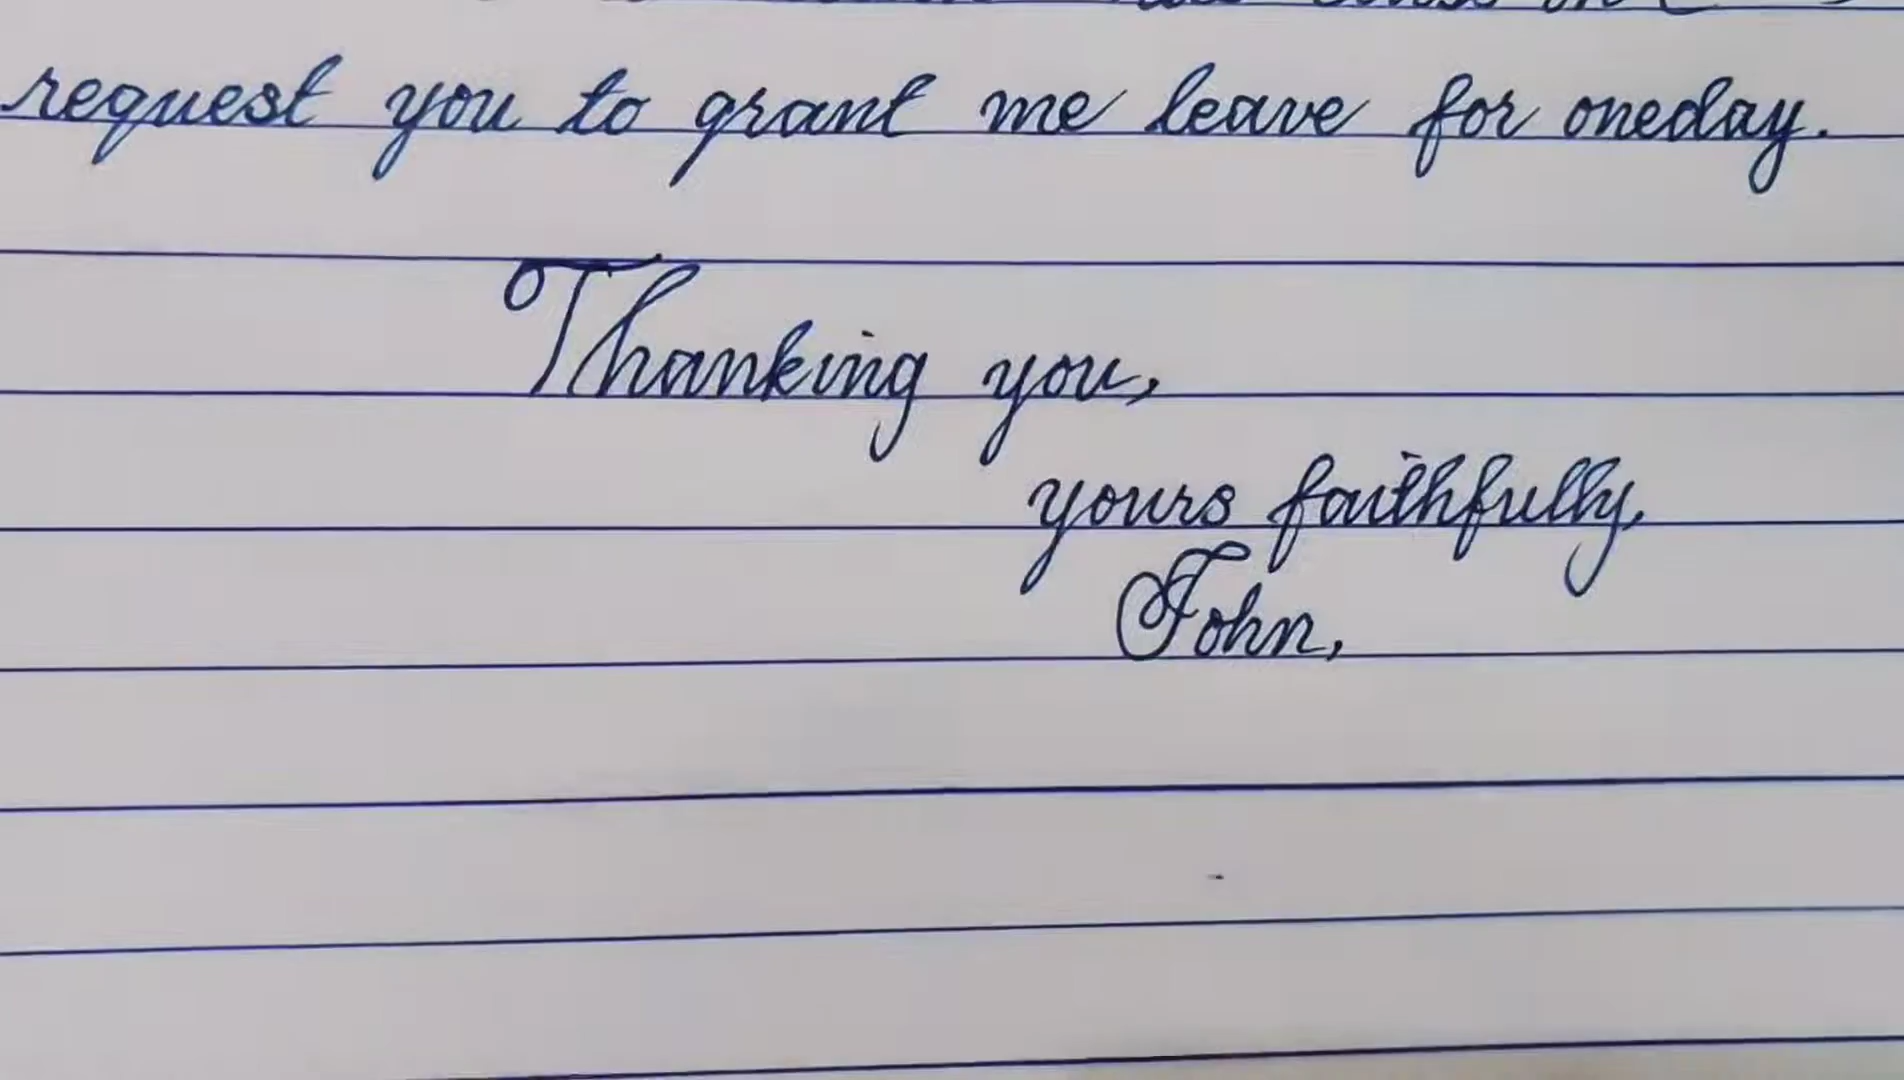 request you to grant me leave for oneday.
Thanking you,
yours faithfully,
John,